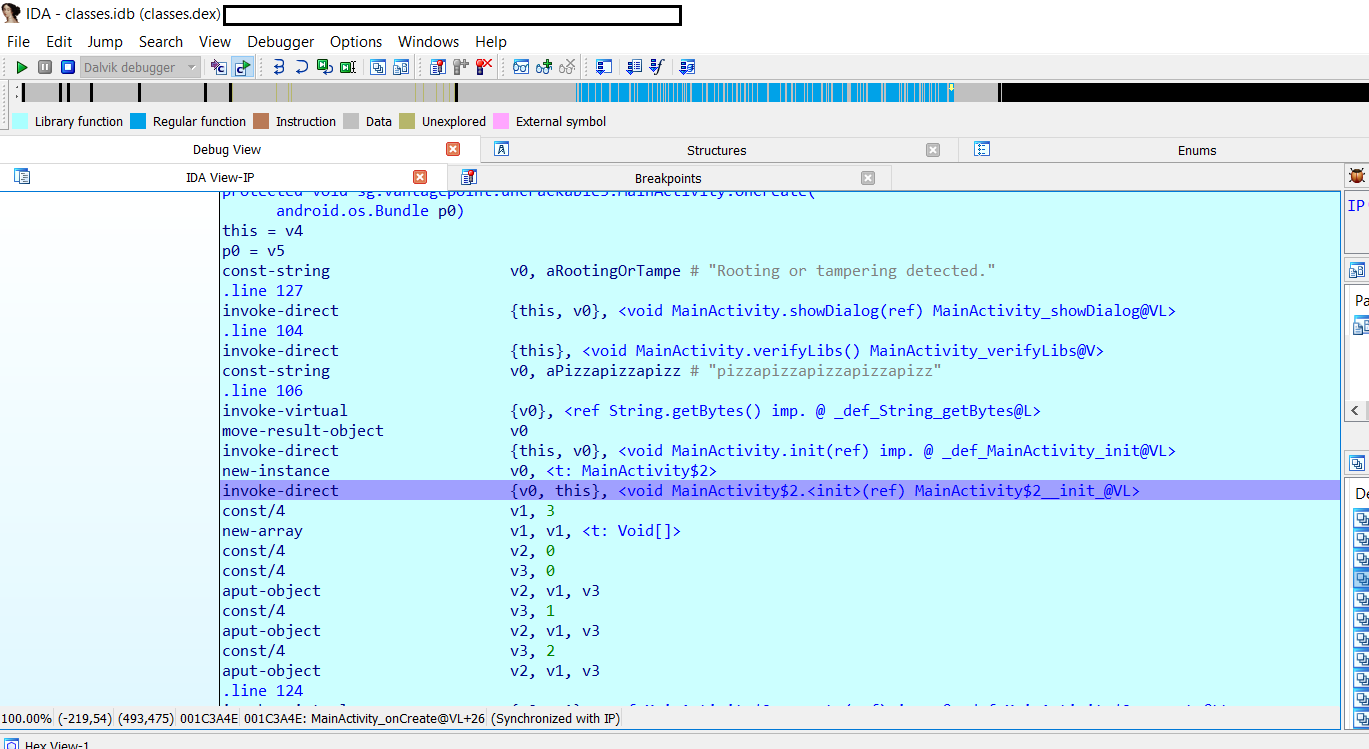 IDA - classes.idb (classes.dex)
File Edit Jump Search View Debugger Options Windows Help
Dalvik debugger
Library function Regular function Instruction Data Unexplored External symbol
Debug View Structures Enums
IDA View-IP Breakpoints
protected void sg.vantagepoint.uncrackable3.MainActivity.onCreate(
IP
android.os.Bundle p0)
this = v4
p0 = v5
const-string v0, aRootingOrTampe # "Rooting or tampering detected."
.line 127
Pa
invoke-direct {this, v0}, <void MainActivity.showDialog(ref) MainActivity_showDialog@VL>
.line 104
invoke-direct {this}, <void MainActivity.verifyLibs() MainActivity_verifyLibs@V>
const-string v0, aPizzapizzapizz # "pizzapizzapizzapizzapizz"
.line 106
invoke-virtual {v0}, <ref String.getBytes() imp. @ _def_String_getBytes@L>
<
move-result-object v0
invoke-direct {this, v0}, <void MainActivity.init(ref) imp. @ _def_MainActivity_init@VL>
new-instance v0, <t: MainActivity$2>
invoke-direct {v0, this}, <void MainActivity$2.<init>(ref) MainActivity$2__init_@VL>
De
const/4 v1, 3
new-array v1, v1, <t: Void[]>
const/4 v2, 0
const/4 v3, 0
aput-object v2, v1, v3
const/4 v3, 1
aput-object v2, v1, v3
const/4 v3, 2
aput-object v2, v1, v3
.line 124
100.00% (-219,54) (493,475) 001C3A4E 001C3A4E: MainActivity_onCreate@VL+26 (Synchronized with IP)
Hex View-1